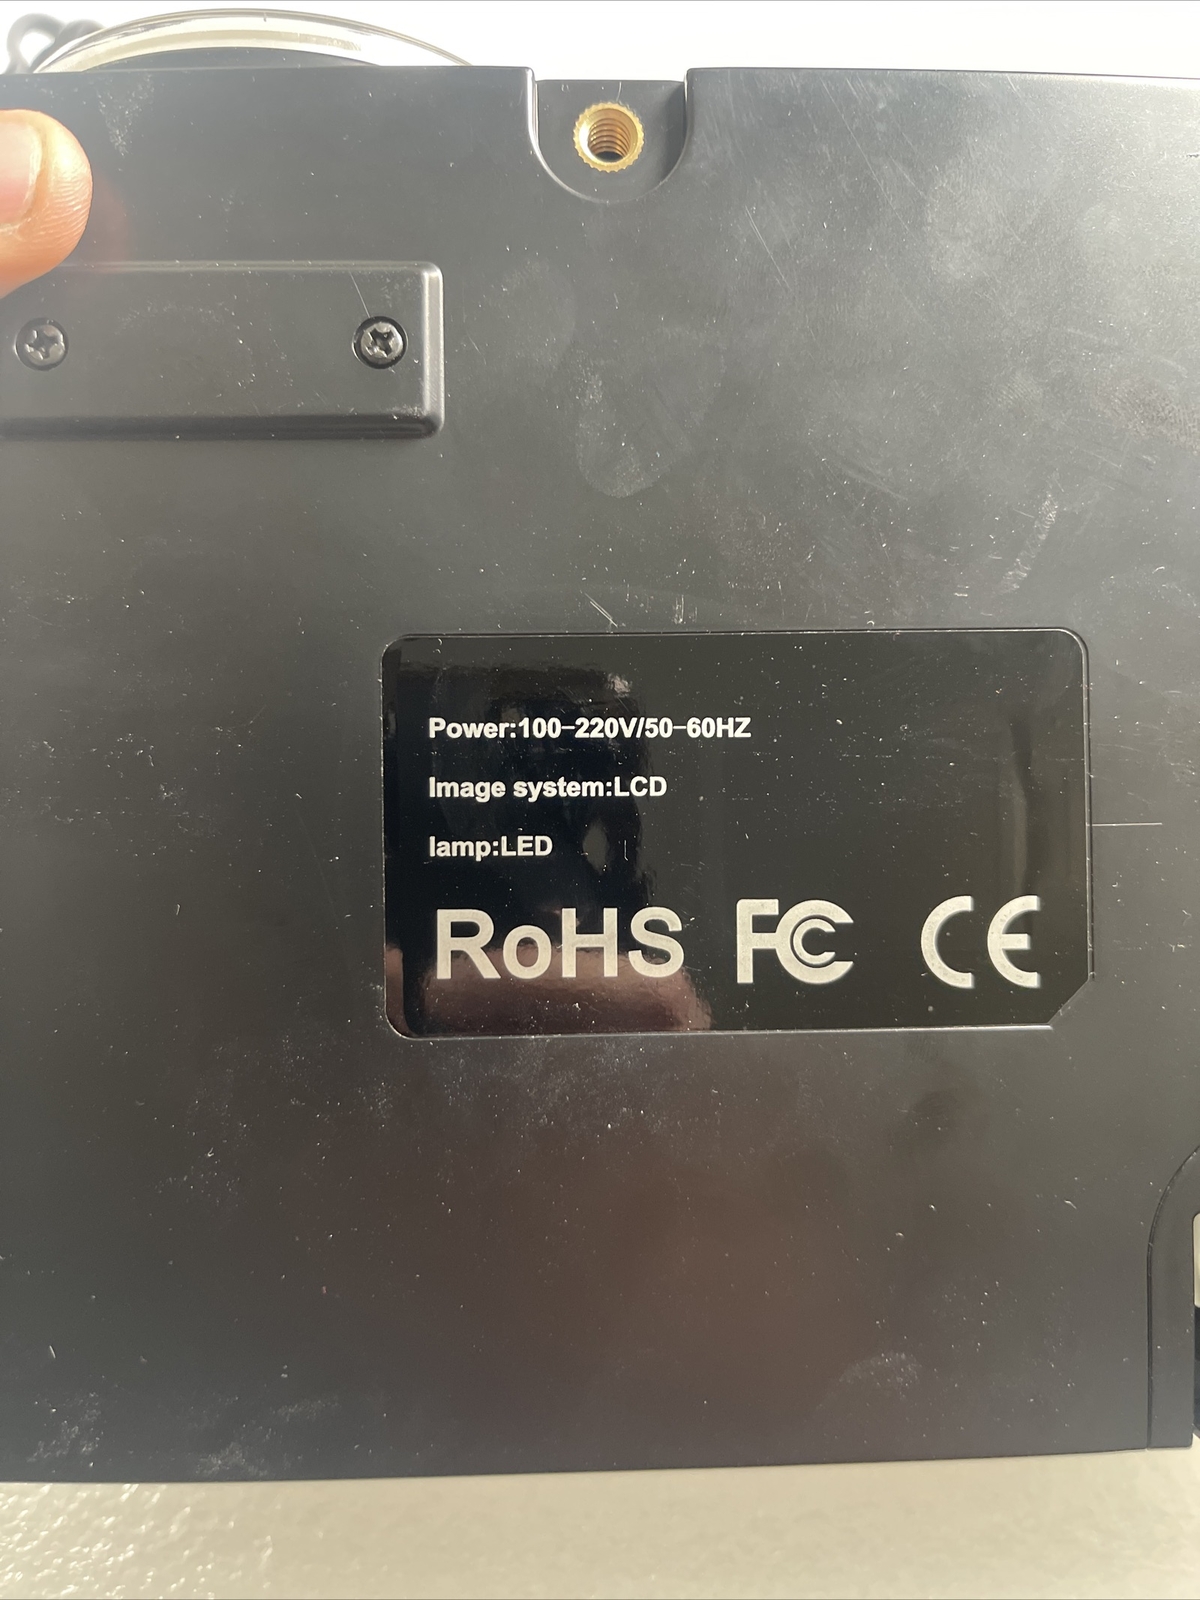 Power:100-220V/50-60HZ
Image system:LCD
lamp:LED
RoHS FC CE